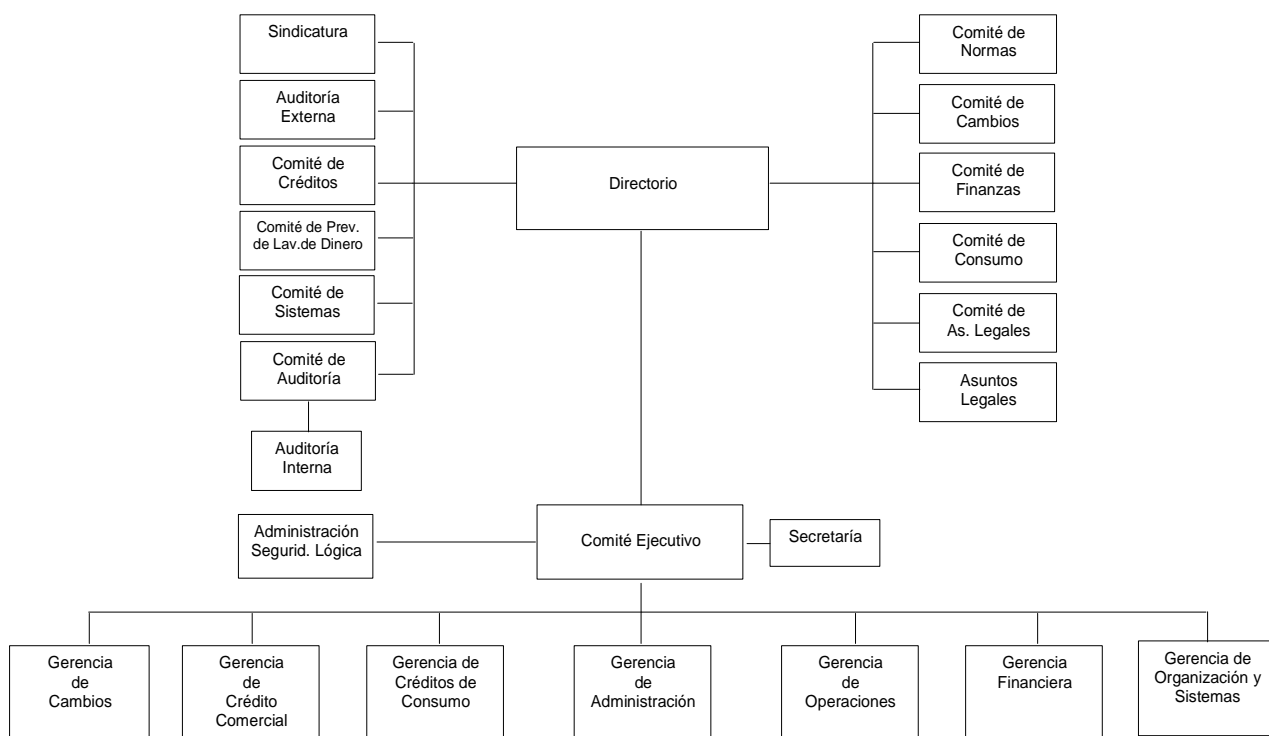 Sindicatura
Auditoría
Externa
Comité de
Créditos
Comité de Prev.
de Lav.de Dinero
Comité de
Sistemas
Comité de
Auditoría
Auditoría
Interna
Directorio
Comité de
Normas
Comité de
Cambios
Comité de
Finanzas
Comité de
Consumo
Comité de
As. Legales
Asuntos
Legales
Administración
Segurid. Lógica
Comité Ejecutivo
Secretaría
Gerencia
de
Cambios
Gerencia
de
Crédito
Comercial
Gerencia de
Créditos de
Consumo
Gerencia
de
Administración
Gerencia
de
Operaciones
Gerencia
Financiera
Gerencia de
Organización y
Sistemas